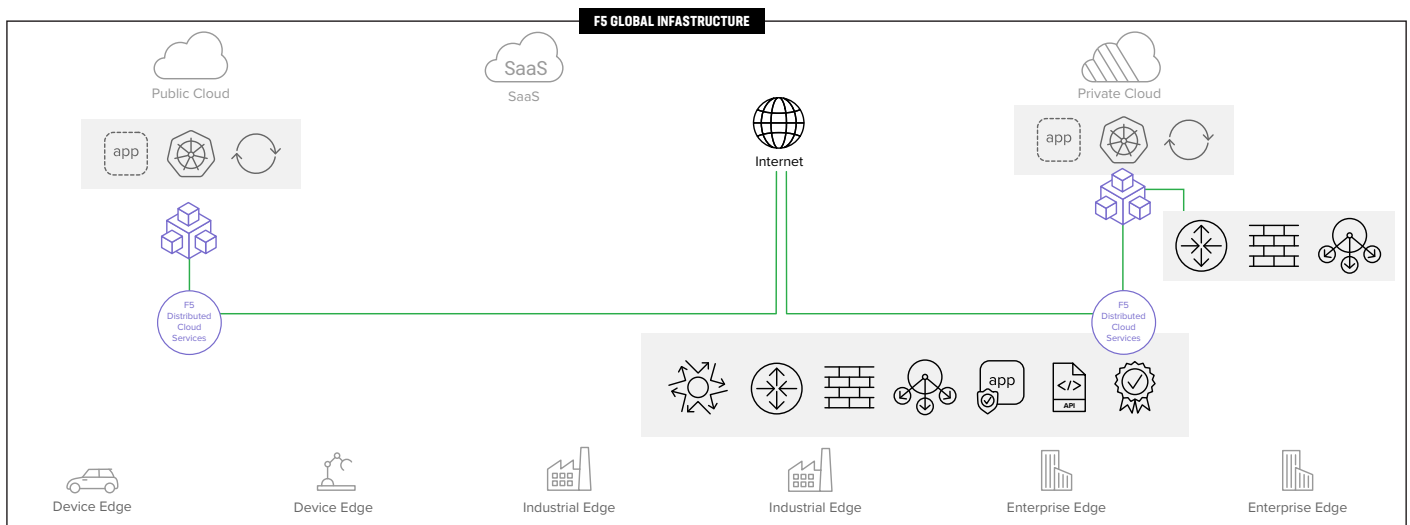 F5 GLOBAL INFASTRUCTURE
Public Cloud
SaaS
SaaS
Private Cloud
app
Internet
app
F5
Distributed
Cloud
Services
F5
Distributed
Cloud
Services
app
</>
API
Device Edge
Device Edge
Industrial Edge
Industrial Edge
Enterprise Edge
Enterprise Edge